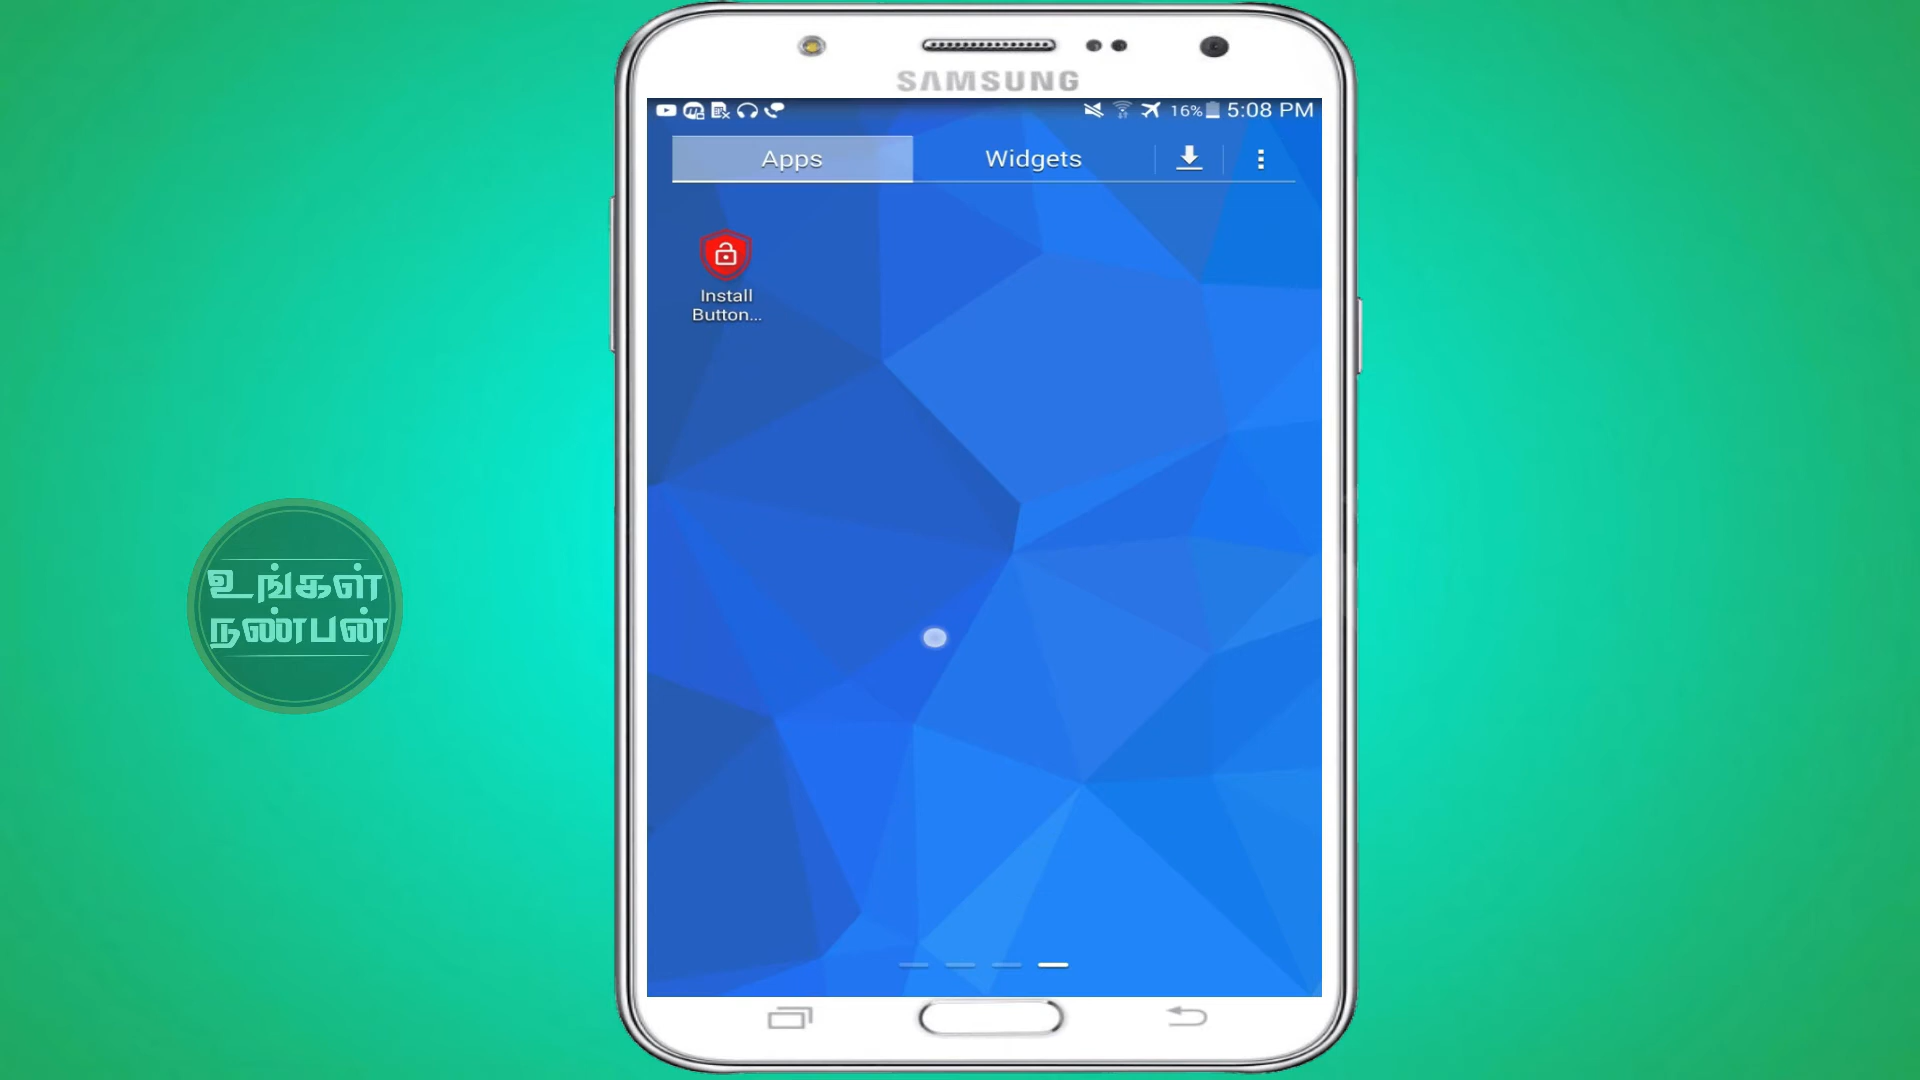 SAMSUNG
16% 5:08 PM
Apps
Widgets
Install
Button...
உங்கள்
நண்பன்